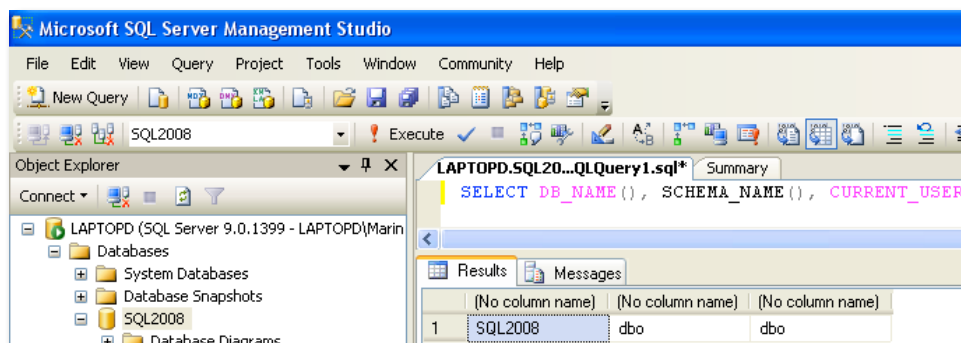 Microsoft SQL Server Management Studio
File Edit View Query Project Tools Window Community Help
New Query
SQL2008 Execute
Object Explorer
LAPTOPD.SQL20...QLQuery1.sql* Summary
Connect
SELECT DB_NAME(), SCHEMA_NAME(), CURRENT_USER
LAPTOPD (SQL Server 9.0.1399 - LAPTOPD\Marin
Databases
System Databases
Database Snapshots
SQL2008
Database Diagrams
Results Messages
(No column name) (No column name) (No column name)
1 SQL2008 dbo dbo